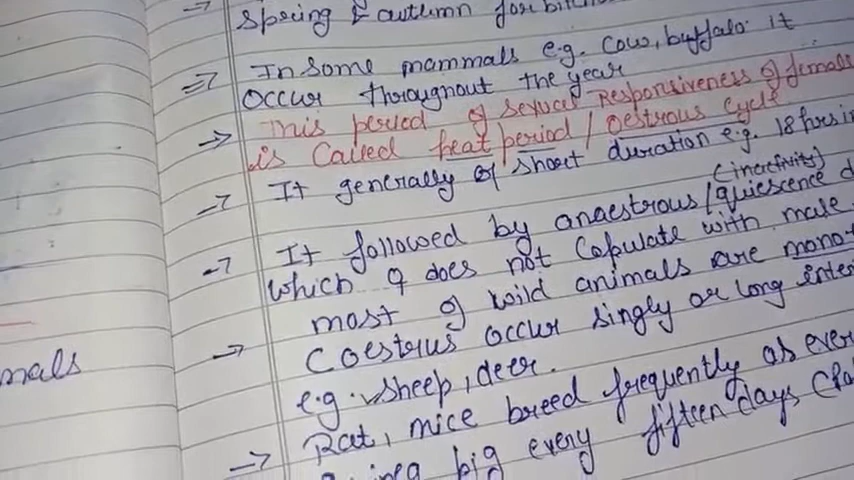 Spring & autumn for
⇒ In some mammals e.g. Cow, buffalo it
occur throughout the year
→ This period of sexual Responsiveness of female
is Called heat period / Oestrous Cycle
→ It generally of short duration e.g. 18 hrs in
(inactivity)
→ It followed by anaestrous / quiescence d
which ♀ does not Copulate with male.
most of wild animals are mono
→ Coestrus occur singly or long inter
e.g. sheep, deer.
mals
→ Rat, mice breed frequently as ever
pig every fifteen days